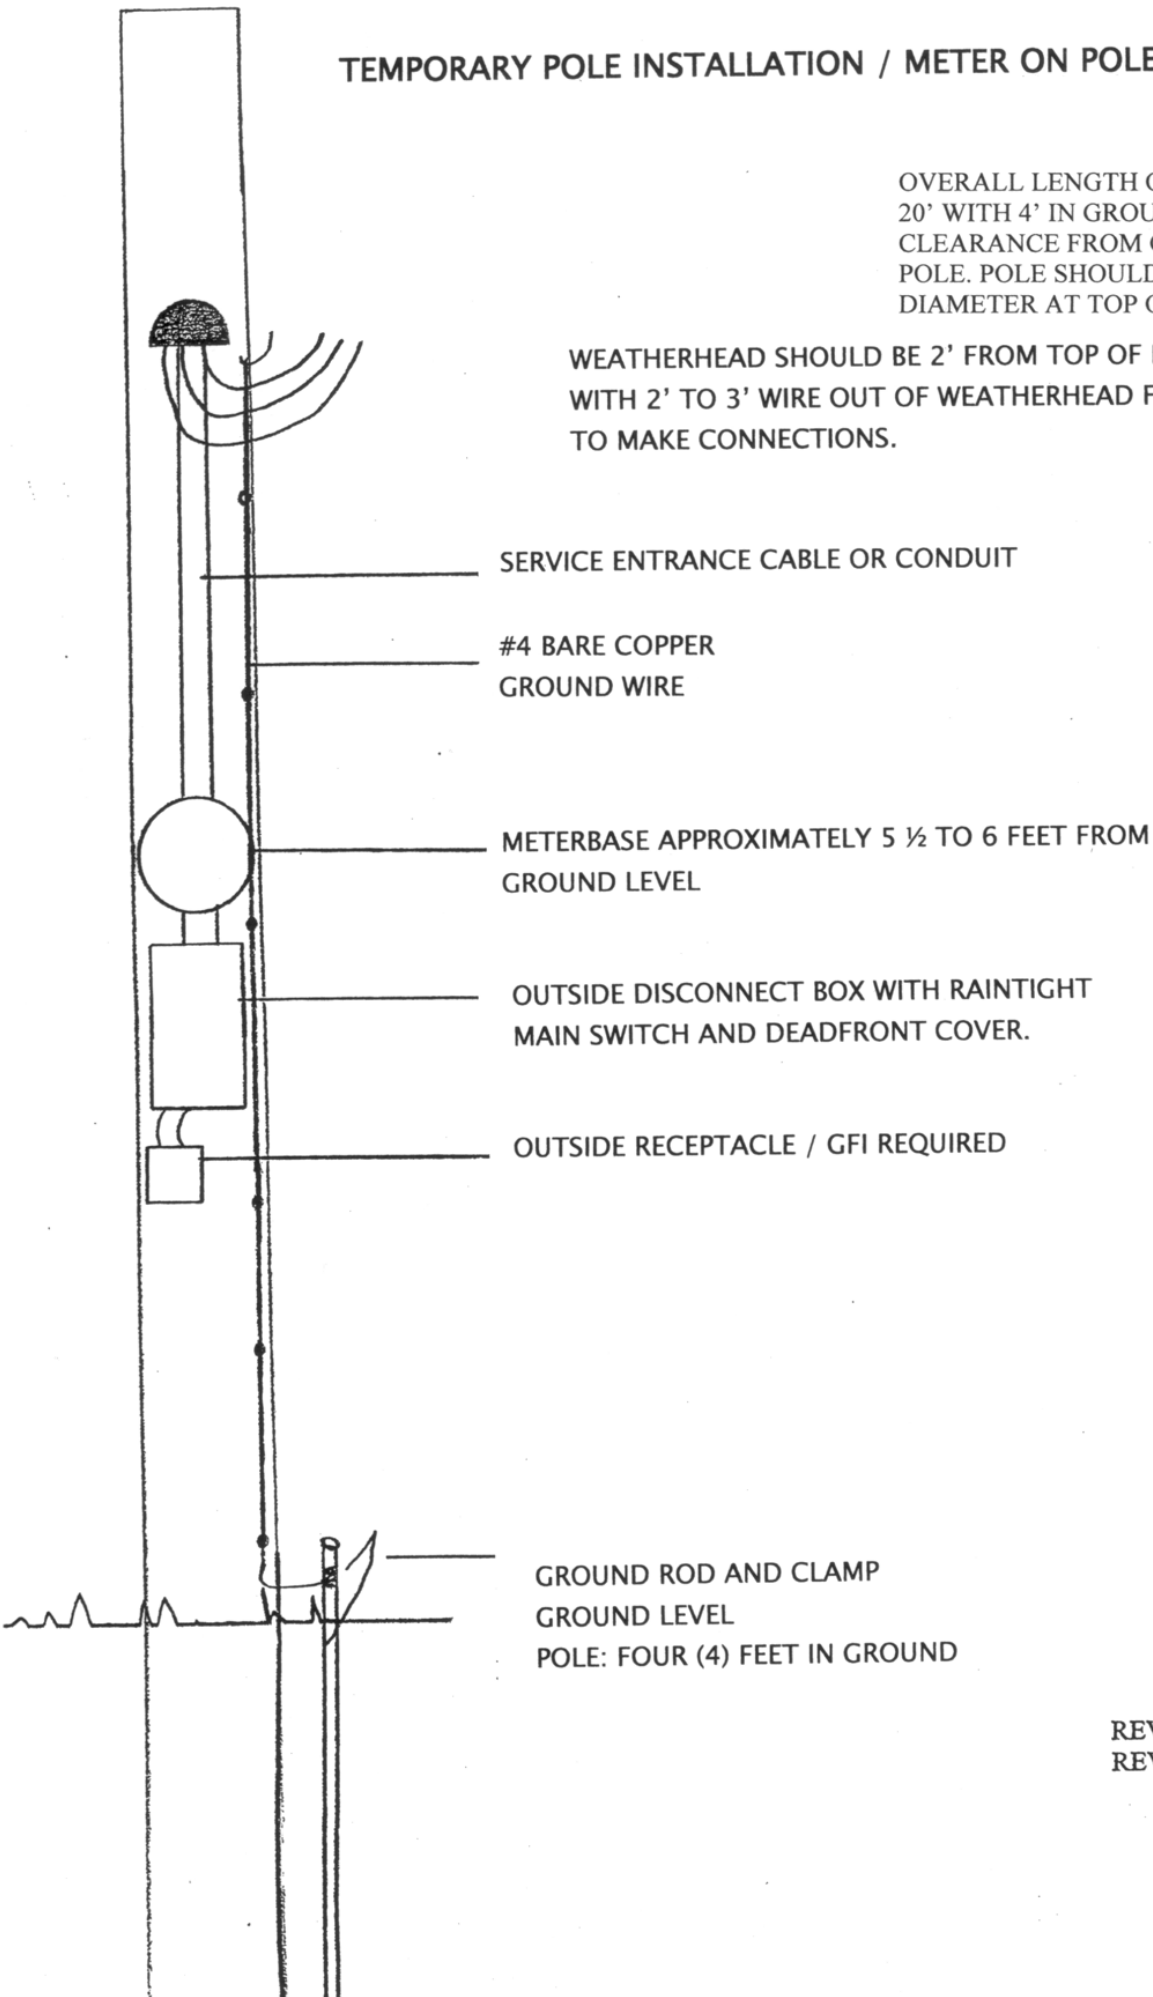 TEMPORARY POLE INSTALLATION / METER ON POLE
OVERALL LENGTH
20’ WITH 4’ IN
CLEARANCE FROM
POLE. POLE SHOULD
DIAMETER AT TOP
WEATHERHEAD SHOULD BE 2’ FROM TOP OF
WITH 2’ TO 3’ WIRE OUT OF WEATHERHEAD
TO MAKE CONNECTIONS.
SERVICE ENTRANCE CABLE OR CONDUIT
#4 BARE COPPER
GROUND WIRE
METERBASE APPROXIMATELY 5 ½ TO 6 FEET FROM
GROUND LEVEL
OUTSIDE DISCONNECT BOX WITH RAINTIGHT
MAIN SWITCH AND DEADFRONT COVER.
OUTSIDE RECEPTACLE / GFI REQUIRED
GROUND ROD AND CLAMP
GROUND LEVEL
POLE: FOUR (4) FEET IN GROUND